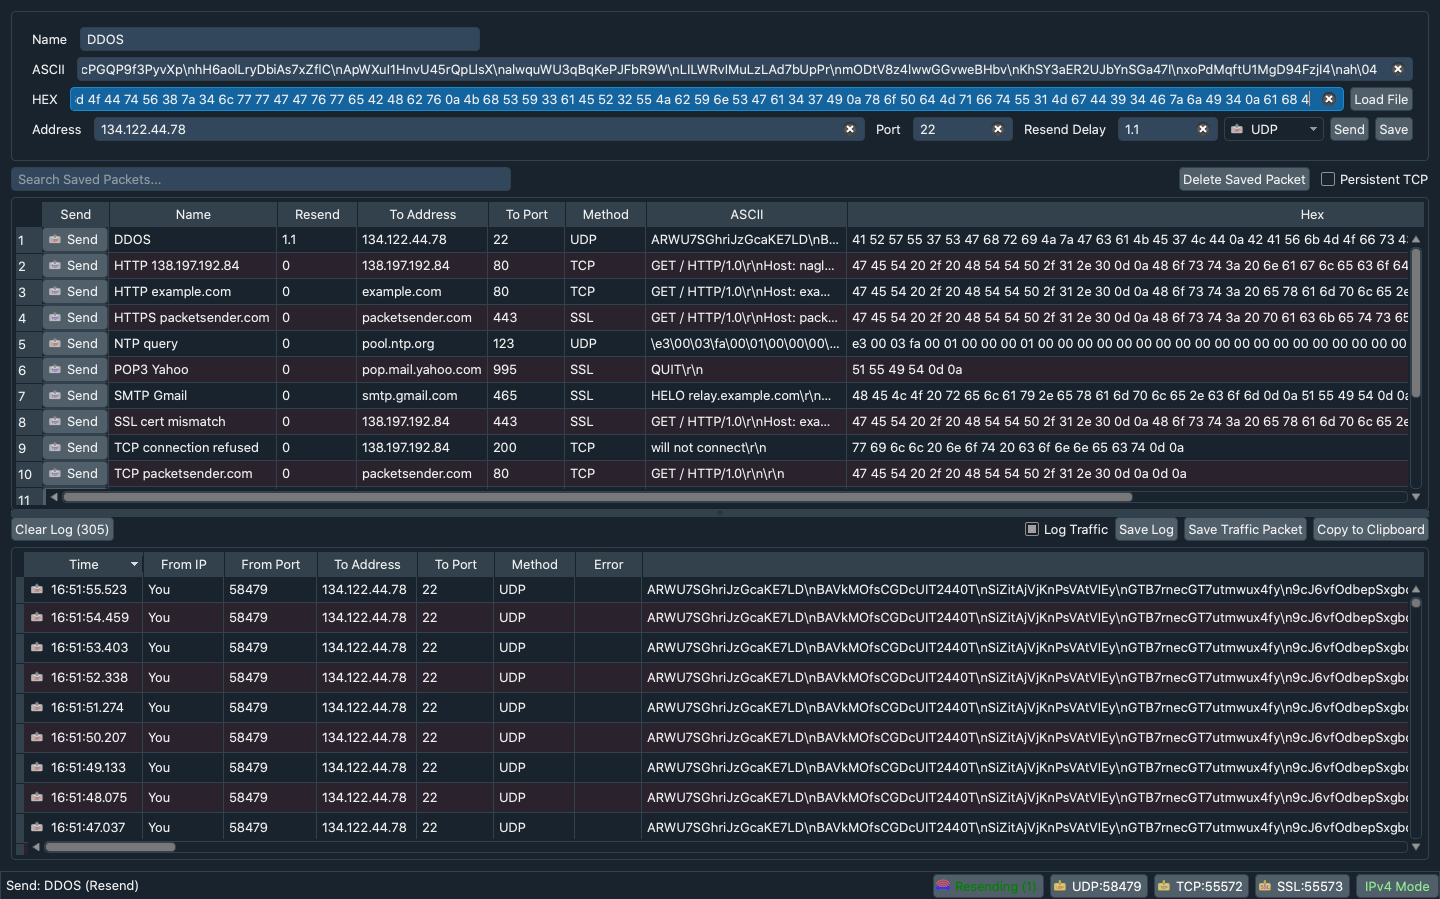 Name DDOS
ASCII cPGQP9f3PyvXp\nhH6aolLryDbiAs7xZflC\nApWXuI1HnvU45rQpLlsX\nalwquWU3qBqKePJFbR9W\nLlLWRvIMuLzLAd7bUpPr\nmODtV8z4lwwGGvweBHbv\nKhSY3aER2UJbYnSGa47I\nxoPdMqftU1MgD94FzjI4\nah\04
HEX d 4f 44 74 56 38 7a 34 6c 77 77 47 47 76 77 65 42 48 62 76 0a 4b 68 53 59 33 61 45 52 32 55 4a 62 59 6e 53 47 61 34 37 49 0a 78 6f 50 64 4d 71 66 74 55 31 4d 67 44 39 34 46 7a 6a 49 34 0a 61 68 4 Load File
Address 134.122.44.78 Port 22 Resend Delay 1.1 UDP Send Save
Search Saved Packets... Delete Saved Packet Persistent TCP
Send Name Resend To Address To Port Method ASCII Hex
1 Send DDOS 1.1 134.122.44.78 22 UDP ARWU7SGhriJzGcaKE7LD\nB... 41 52 57 55 37 53 47 68 72 69 4a 7a 47 63 61 4b 45 37 4c 44 0a 42 41 56 6b 4d 4f 66 73 43
2 Send HTTP 138.197.192.84 0 138.197.192.84 80 TCP GET / HTTP/1.0\r\nHost: nagl... 47 45 54 20 2f 20 48 54 54 50 2f 31 2e 30 0d 0a 48 6f 73 74 3a 20 6e 61 67 6c 65 63 6f 64
3 Send HTTP example.com 0 example.com 80 TCP GET / HTTP/1.0\r\nHost: exa... 47 45 54 20 2f 20 48 54 54 50 2f 31 2e 30 0d 0a 48 6f 73 74 3a 20 65 78 61 6d 70 6c 65 2e
4 Send HTTPS packetsender.com 0 packetsender.com 443 SSL GET / HTTP/1.0\r\nHost: pack... 47 45 54 20 2f 20 48 54 54 50 2f 31 2e 30 0d 0a 48 6f 73 74 3a 20 70 61 63 6b 65 74 73 65
5 Send NTP query 0 pool.ntp.org 123 UDP \e3\00\03\fa\00\01\00\00\00\... e3 00 03 fa 00 01 00 00 00 01 00 00 00 00 00 00 00 00 00 00 00 00 00 00 00 00 00 00 00
6 Send POP3 Yahoo 0 pop.mail.yahoo.com 995 SSL QUIT\r\n 51 55 49 54 0d 0a
7 Send SMTP Gmail 0 smtp.gmail.com 465 SSL HELO relay.example.com\r\n... 48 45 4c 4f 20 72 65 6c 61 79 2e 65 78 61 6d 70 6c 65 2e 63 6f 6d 0d 0a 51 55 49 54 0d 0a
8 Send SSL cert mismatch 0 138.197.192.84 443 SSL GET / HTTP/1.0\r\nHost: exa... 47 45 54 20 2f 20 48 54 54 50 2f 31 2e 30 0d 0a 48 6f 73 74 3a 20 65 78 61 6d 70 6c 65 2e
9 Send TCP connection refused 0 138.197.192.84 200 TCP will not connect\r\n 77 69 6c 6c 20 6e 6f 74 20 63 6f 6e 6e 65 63 74 0d 0a
10 Send TCP packetsender.com 0 packetsender.com 80 TCP GET / HTTP/1.0\r\n\r\n 47 45 54 20 2f 20 48 54 54 50 2f 31 2e 30 0d 0a 0d 0a
11
Clear Log (305) Log Traffic Save Log Save Traffic Packet Copy to Clipboard
Time From IP From Port To Address To Port Method Error
16:51:55.523 You 58479 134.122.44.78 22 UDP ARWU7SGhriJzGcaKE7LD\nBAVkMOfsCGDcUIT2440T\nSiZitAjVjKnPsVAtVIEy\nGTB7rnecGT7utmwux4fy\n9cJ6vfOdbepSxgbc
16:51:54.459 You 58479 134.122.44.78 22 UDP ARWU7SGhriJzGcaKE7LD\nBAVkMOfsCGDcUIT2440T\nSiZitAjVjKnPsVAtVIEy\nGTB7rnecGT7utmwux4fy\n9cJ6vfOdbepSxgbc
16:51:53.403 You 58479 134.122.44.78 22 UDP ARWU7SGhriJzGcaKE7LD\nBAVkMOfsCGDcUIT2440T\nSiZitAjVjKnPsVAtVIEy\nGTB7rnecGT7utmwux4fy\n9cJ6vfOdbepSxgbc
16:51:52.338 You 58479 134.122.44.78 22 UDP ARWU7SGhriJzGcaKE7LD\nBAVkMOfsCGDcUIT2440T\nSiZitAjVjKnPsVAtVIEy\nGTB7rnecGT7utmwux4fy\n9cJ6vfOdbepSxgbc
16:51:51.274 You 58479 134.122.44.78 22 UDP ARWU7SGhriJzGcaKE7LD\nBAVkMOfsCGDcUIT2440T\nSiZitAjVjKnPsVAtVIEy\nGTB7rnecGT7utmwux4fy\n9cJ6vfOdbepSxgbc
16:51:50.207 You 58479 134.122.44.78 22 UDP ARWU7SGhriJzGcaKE7LD\nBAVkMOfsCGDcUIT2440T\nSiZitAjVjKnPsVAtVIEy\nGTB7rnecGT7utmwux4fy\n9cJ6vfOdbepSxgbc
16:51:49.133 You 58479 134.122.44.78 22 UDP ARWU7SGhriJzGcaKE7LD\nBAVkMOfsCGDcUIT2440T\nSiZitAjVjKnPsVAtVIEy\nGTB7rnecGT7utmwux4fy\n9cJ6vfOdbepSxgbc
16:51:48.075 You 58479 134.122.44.78 22 UDP ARWU7SGhriJzGcaKE7LD\nBAVkMOfsCGDcUIT2440T\nSiZitAjVjKnPsVAtVIEy\nGTB7rnecGT7utmwux4fy\n9cJ6vfOdbepSxgbc
16:51:47.037 You 58479 134.122.44.78 22 UDP ARWU7SGhriJzGcaKE7LD\nBAVkMOfsCGDcUIT2440T\nSiZitAjVjKnPsVAtVIEy\nGTB7rnecGT7utmwux4fy\n9cJ6vfOdbepSxgbc
Send: DDOS (Resend) Resending (1) UDP:58479 TCP:55572 SSL:55573 IPv4 Mode